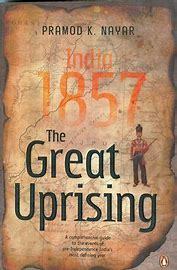 PRAMOD K. NAYAR
India
1857
The
Great
Uprising
A comprehensive guide
to the events of
pre-Independence India's
most defining year